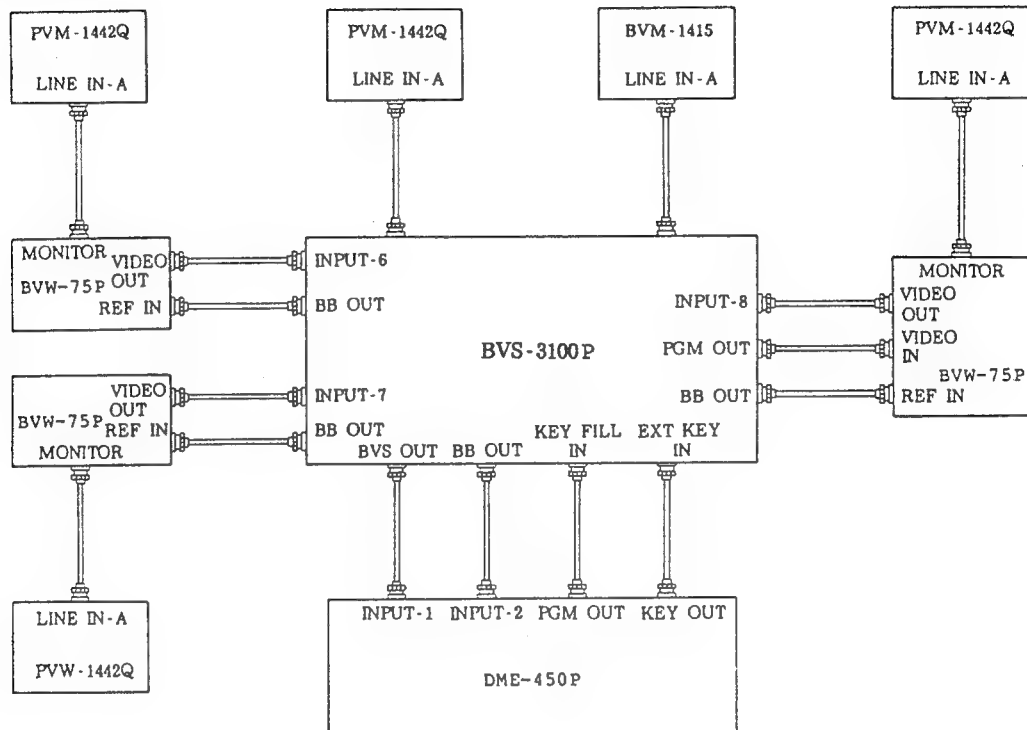 PVM-1442Q
LINE IN-A
PVM-1442Q
LINE IN-A
BVM-1415
LINE IN-A
PVM-1442Q
LINE IN-A
MONITOR
BVW-75P
VIDEO
OUT
REF IN
INPUT-6
BB OUT
BVW-75P
MONITOR
VIDEO
OUT
REF IN
INPUT-7
BB OUT
BVS-3100P
INPUT-8
PGM OUT
BB OUT
BVS OUT
BB OUT
KEY FILL
IN
EXT KEY
IN
MONITOR
VIDEO
OUT
VIDEO
IN
BVW-75P
REF IN
LINE IN-A
PVW-1442Q
INPUT-1
INPUT-2
PGM OUT
KEY OUT
DME-450P